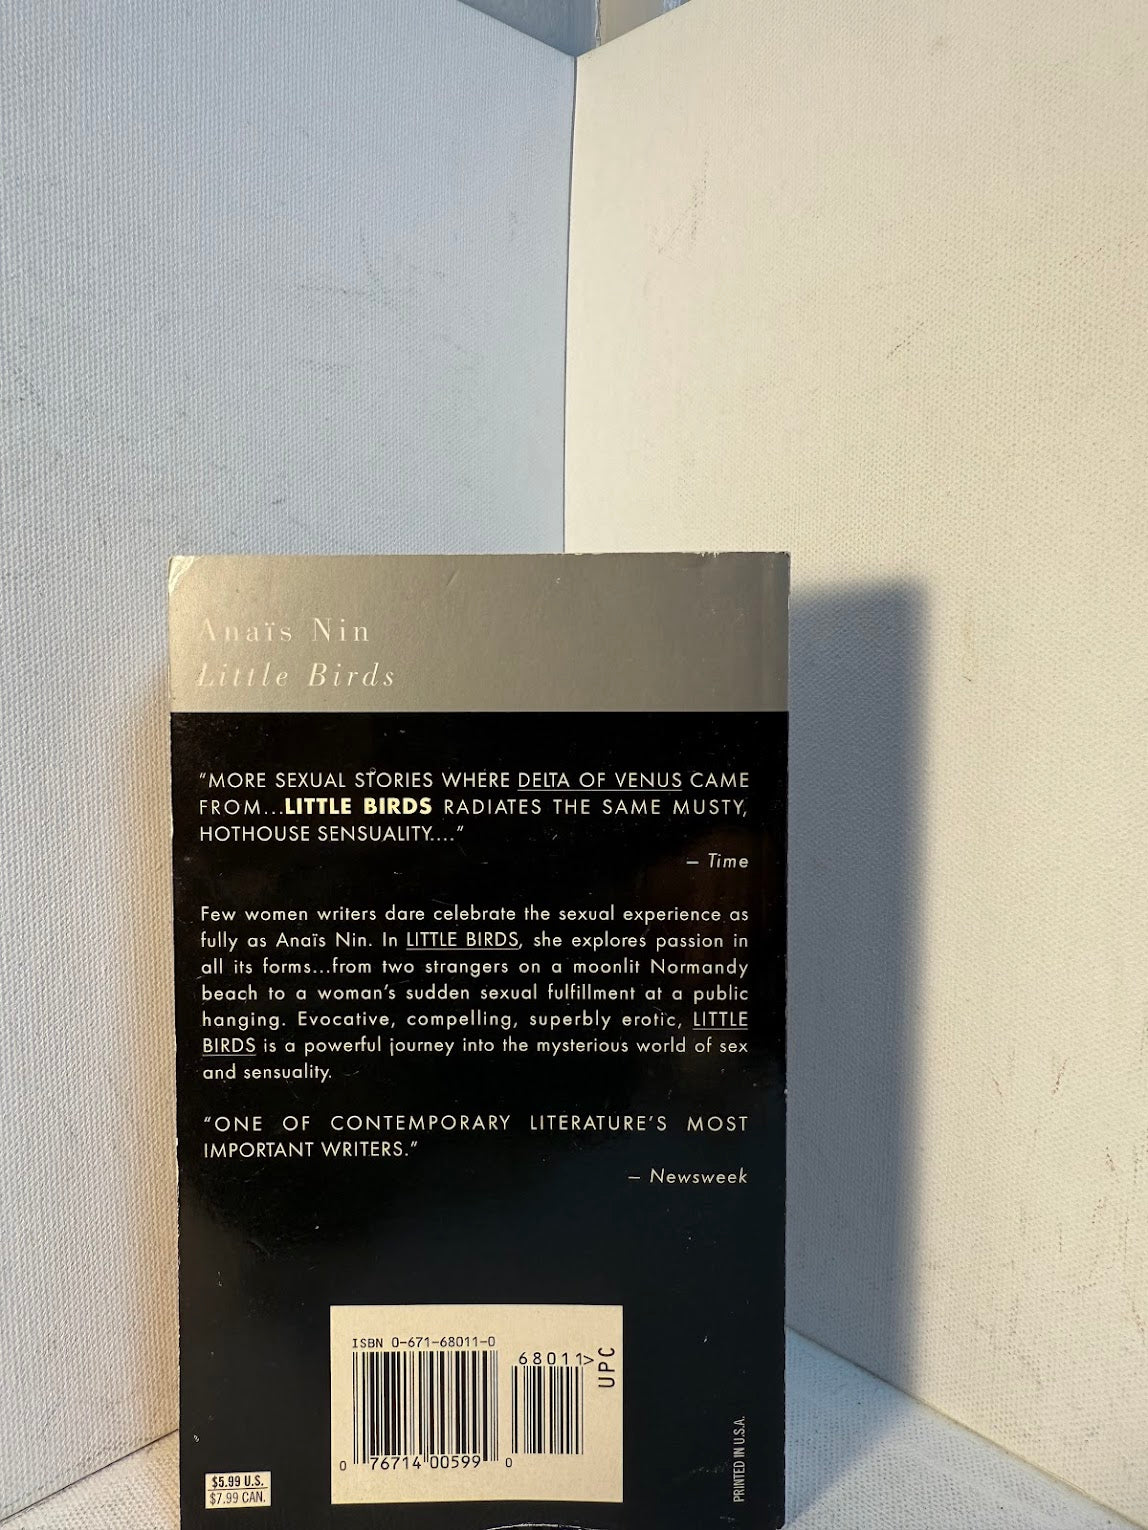 Anaïs Nin
Little Birds
“MORE SEXUAL STORIES WHERE DELTA OF VENUS CAME
FROM...LITTLE BIRDS RADIATES THE SAME MUSTY,
HOTHOUSE SENSUALITY....”
– Time
Few women writers dare celebrate the sexual experience as
fully as Anaïs Nin. In LITTLE BIRDS, she explores passion in
all its forms...from two strangers on a moonlit Normandy
beach to a woman’s sudden sexual fulfillment at a public
hanging. Evocative, compelling, superbly erotic, LITTLE
BIRDS is a powerful journey into the mysterious world of sex
and sensuality.
“ONE OF CONTEMPORARY LITERATURE’S MOST
IMPORTANT WRITERS.”
– Newsweek
ISBN 0-671-68011-0
68011>
UPC
0 76714 00599 0
$5.99 U.S.
$7.99 CAN.
PRINTED IN U.S.A.